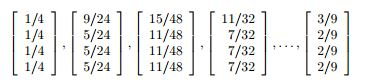 1/4 9/24 15/48 11/32 3/9
1/4 5/24 11/48 7/32 2/9
1/4 , 5/24 , 11/48 , 7/32 , . . . , 2/9
1/4 5/24 11/48 7/32 2/9